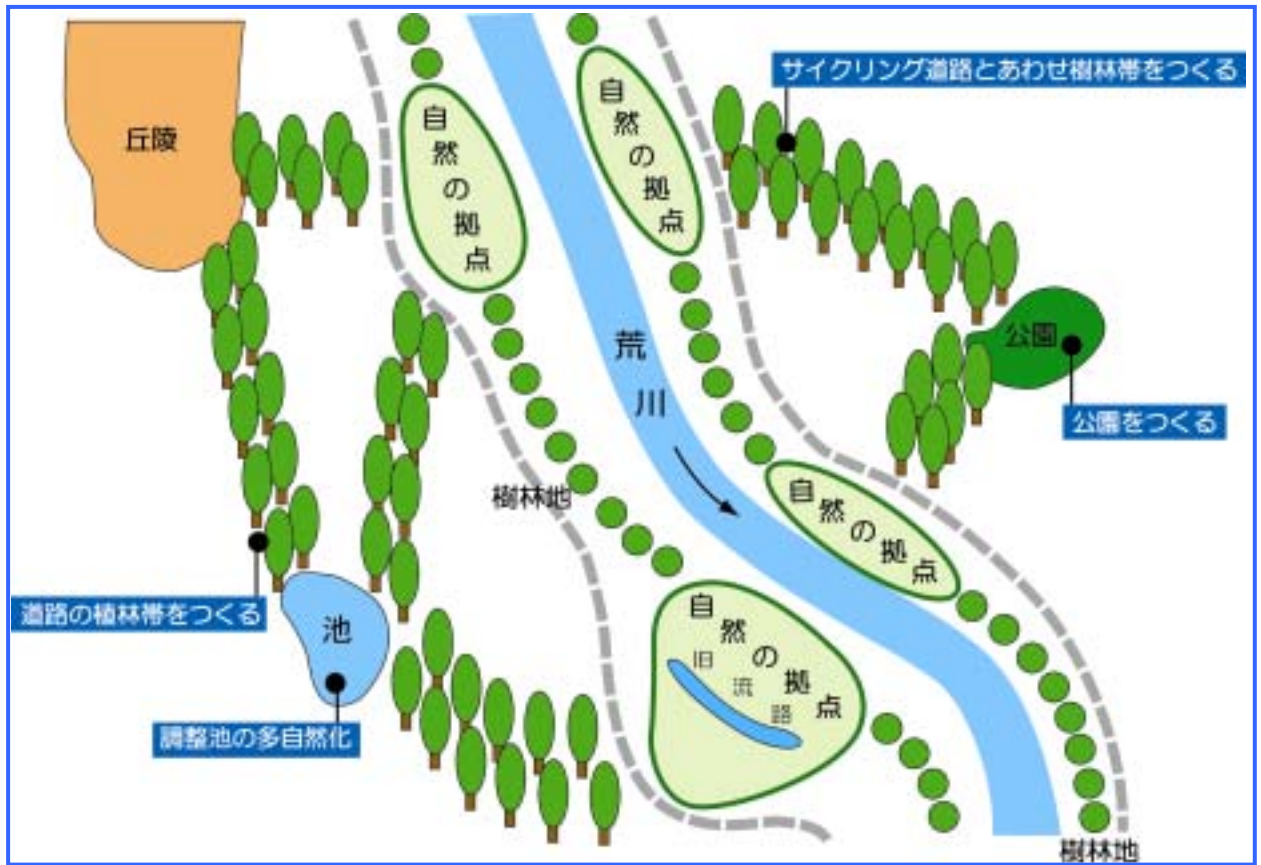 サイクリング道路とあわせ樹林帯をつくる
丘陵
自然の拠点
自然の拠点
荒川
公園
公園をつくる
樹林地
自然の拠点
道路の植林帯をつくる
池
自然の拠点
旧流路
調整池の多自然化
樹林地